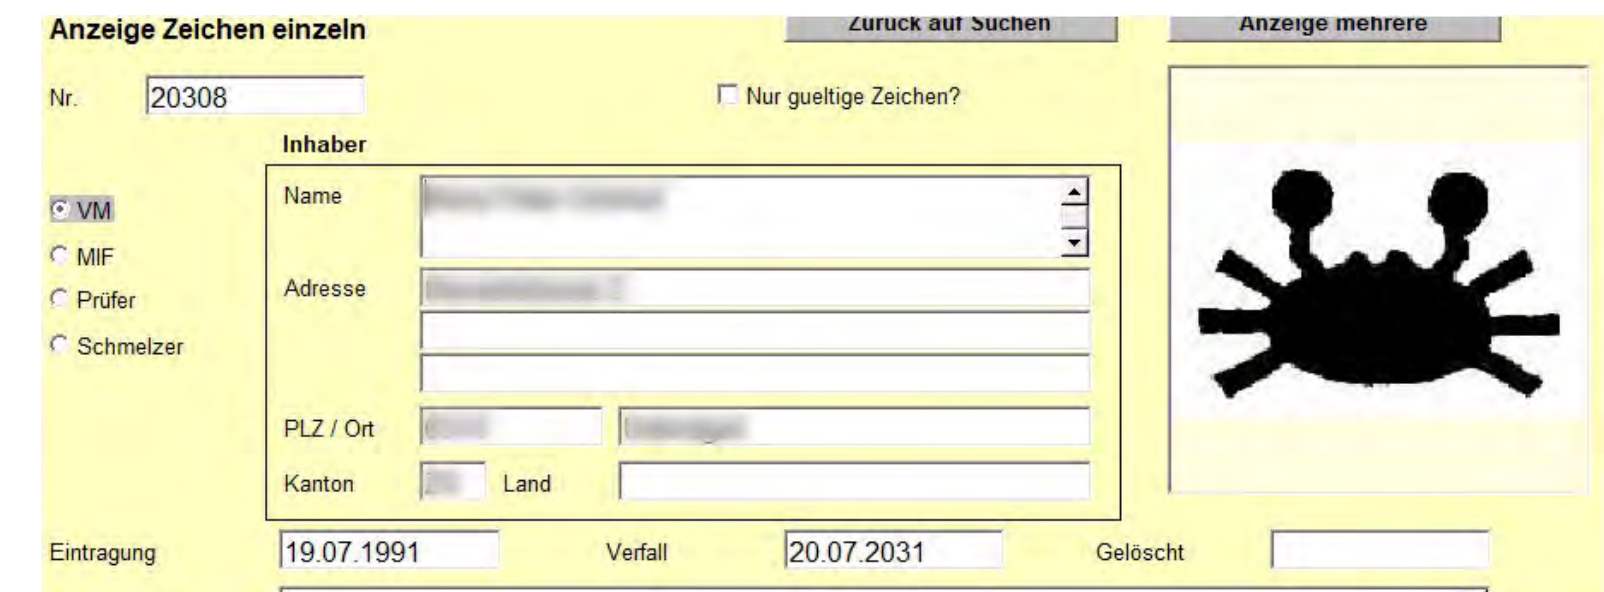 Anzeige Zeichen einzeln
Zurück auf Suchen
Anzeige mehrere
Nr. 20308
Nur gueltige Zeichen?
Inhaber
VM
MIF
Prüfer
Schmelzer
Name
Adresse
PLZ / Ort
Kanton
Land
Eintragung 19.07.1991
Verfall 20.07.2031
Gelöscht